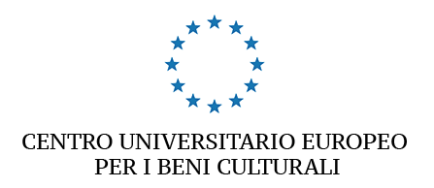 CENTRO UNIVERSITARIO EUROPEO
PER I BENI CULTURALI